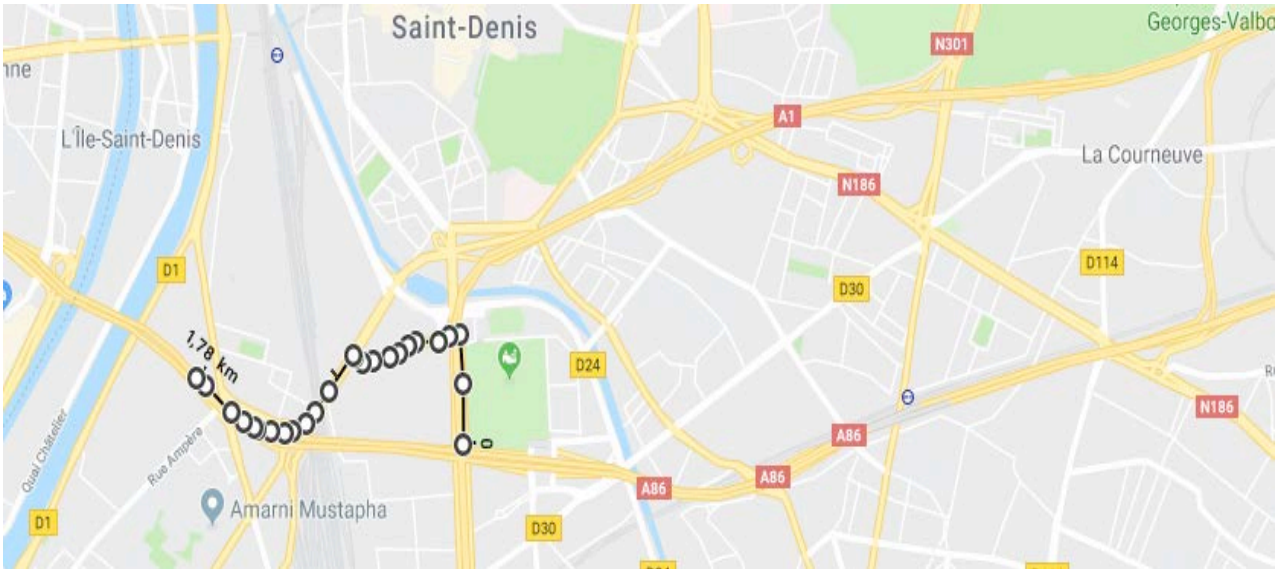 Saint-Denis
Georges-Valbo
N301
nne
A1
L'Île-Saint-Denis
La Courneuve
N186
D1
D114
D30
1,78 km
D24
0
N186
A86
Quai Châtelier
Rue Ampère
A86
A86
Amarni Mustapha
D1
D30